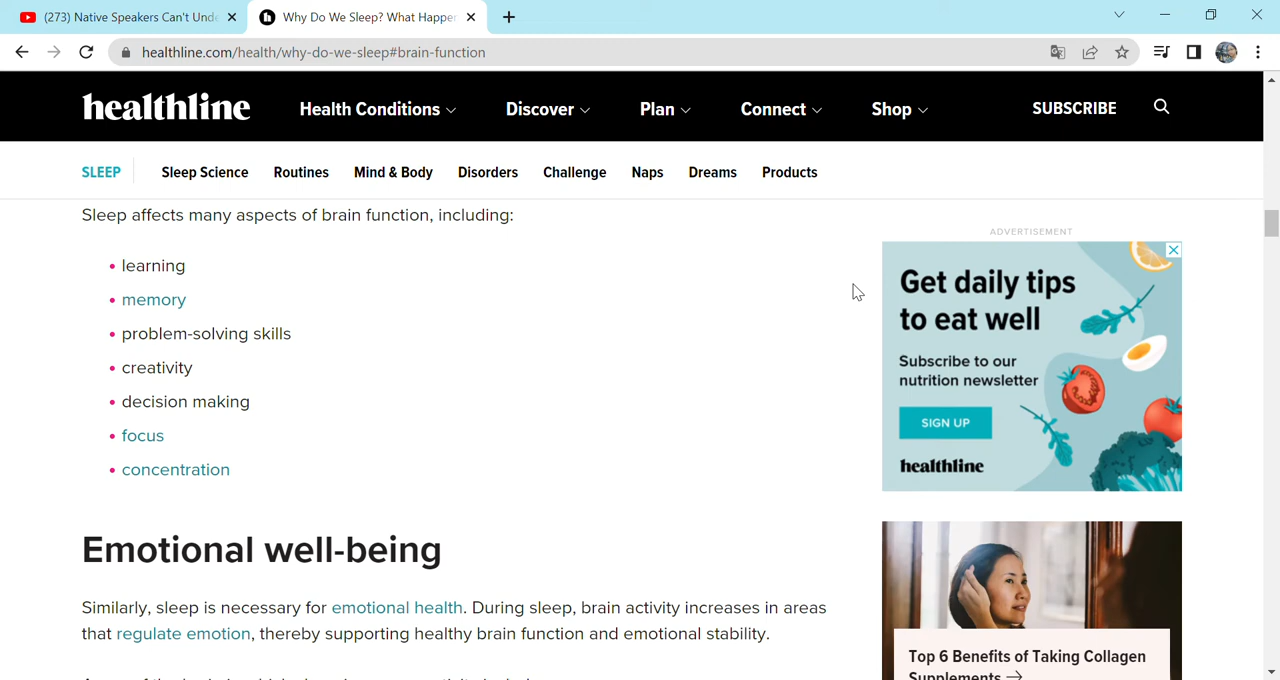 (273) Native Speakers Can't Unde
Why Do We Sleep? What Happen
healthline.com/health/why-do-we-sleep#brain-function
healthline
Health Conditions
Discover
Plan
Connect
Shop
SUBSCRIBE
SLEEP
Sleep Science
Routines
Mind & Body
Disorders
Challenge
Naps
Dreams
Products
Sleep affects many aspects of brain function, including:
• learning
• memory
• problem-solving skills
• creativity
• decision making
• focus
• concentration
Emotional well-being
Similarly, sleep is necessary for emotional health. During sleep, brain activity increases in areas
that regulate emotion, thereby supporting healthy brain function and emotional stability.
ADVERTISEMENT
Get daily tips
to eat well
Subscribe to our
nutrition newsletter
SIGN UP
healthline
Top 6 Benefits of Taking Collagen
Supplements →